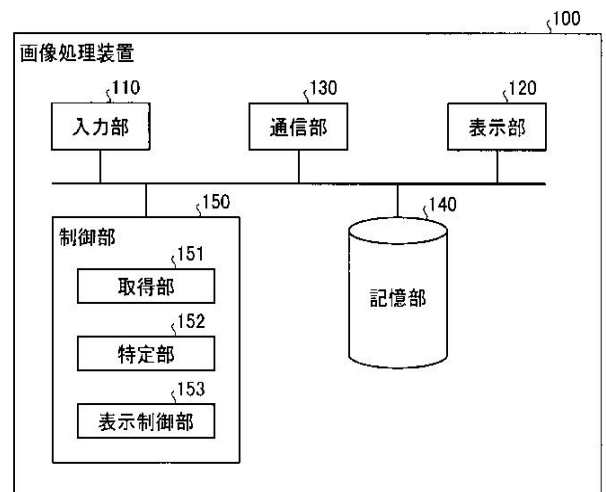 100
画像処理装置
110
入力部
130
通信部
120
表示部
150
制御部
151
取得部
152
特定部
153
表示制御部
140
記憶部